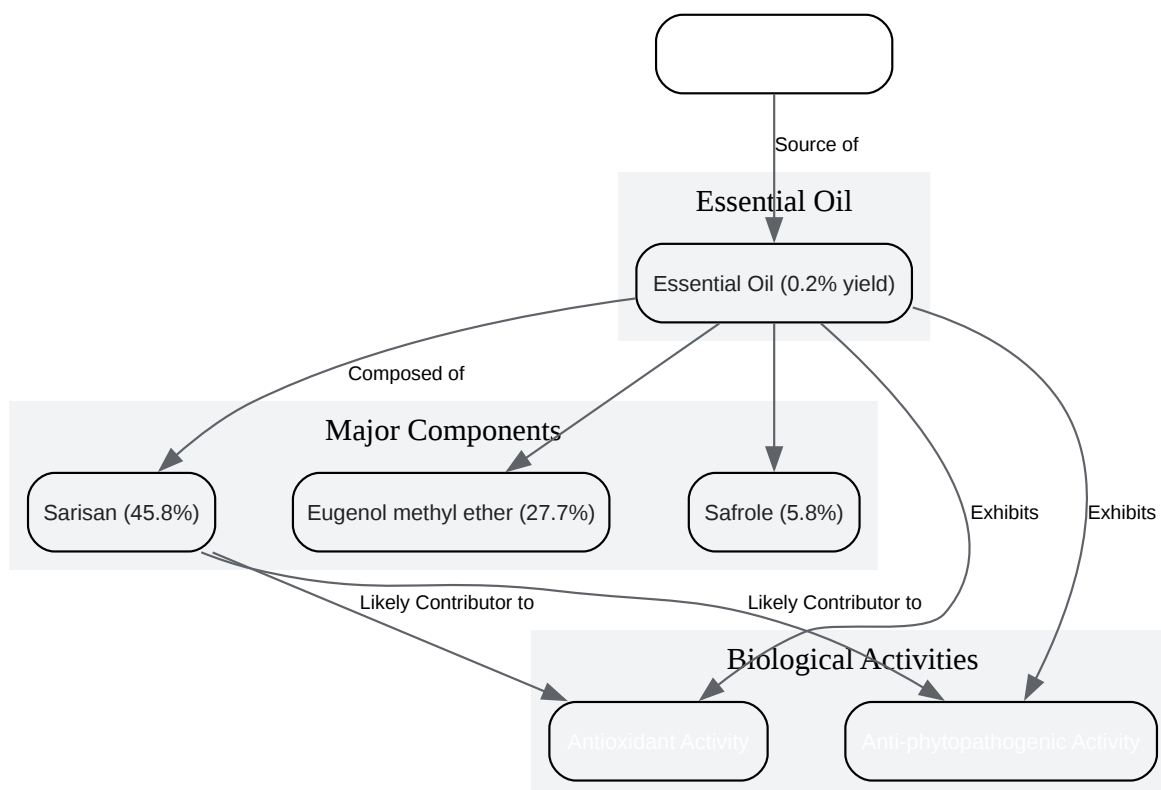 Source of
Essential Oil
Essential Oil (0.2% yield)
Composed of
Major Components
Sarisan (45.8%)
Eugenol methyl ether (27.7%)
Safrole (5.8%)
Exhibits
Exhibits
Likely Contributor to
Likely Contributor to
Biological Activities
Antioxidant Activity
Anti-phytopathogenic Activity